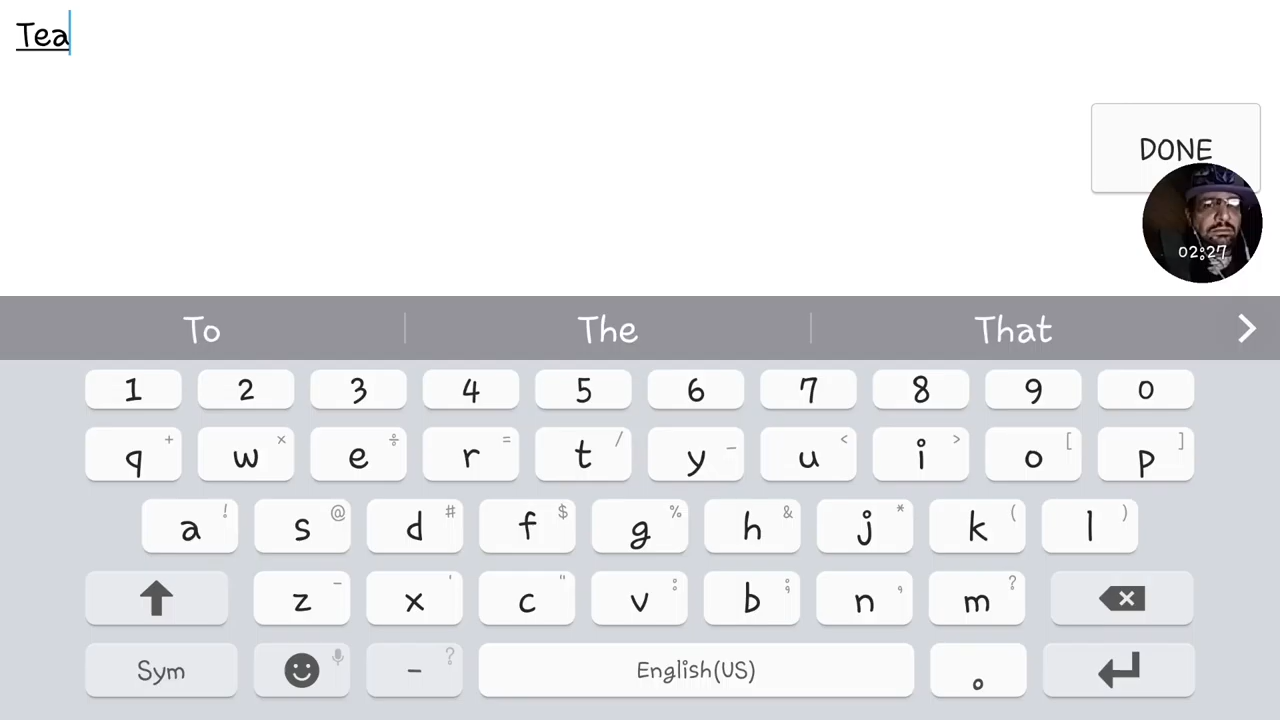 Tea
DONE
02:27
To The That
1 2 3 4 5 6 7 8 9 0
q + w × e ÷ r = t / y _ u < i > o [ p ]
a ! s @ d # f $ g % h & j * k ( l )
z - x ' c " v : b ; n , m ?
Sym - ? English(US) .